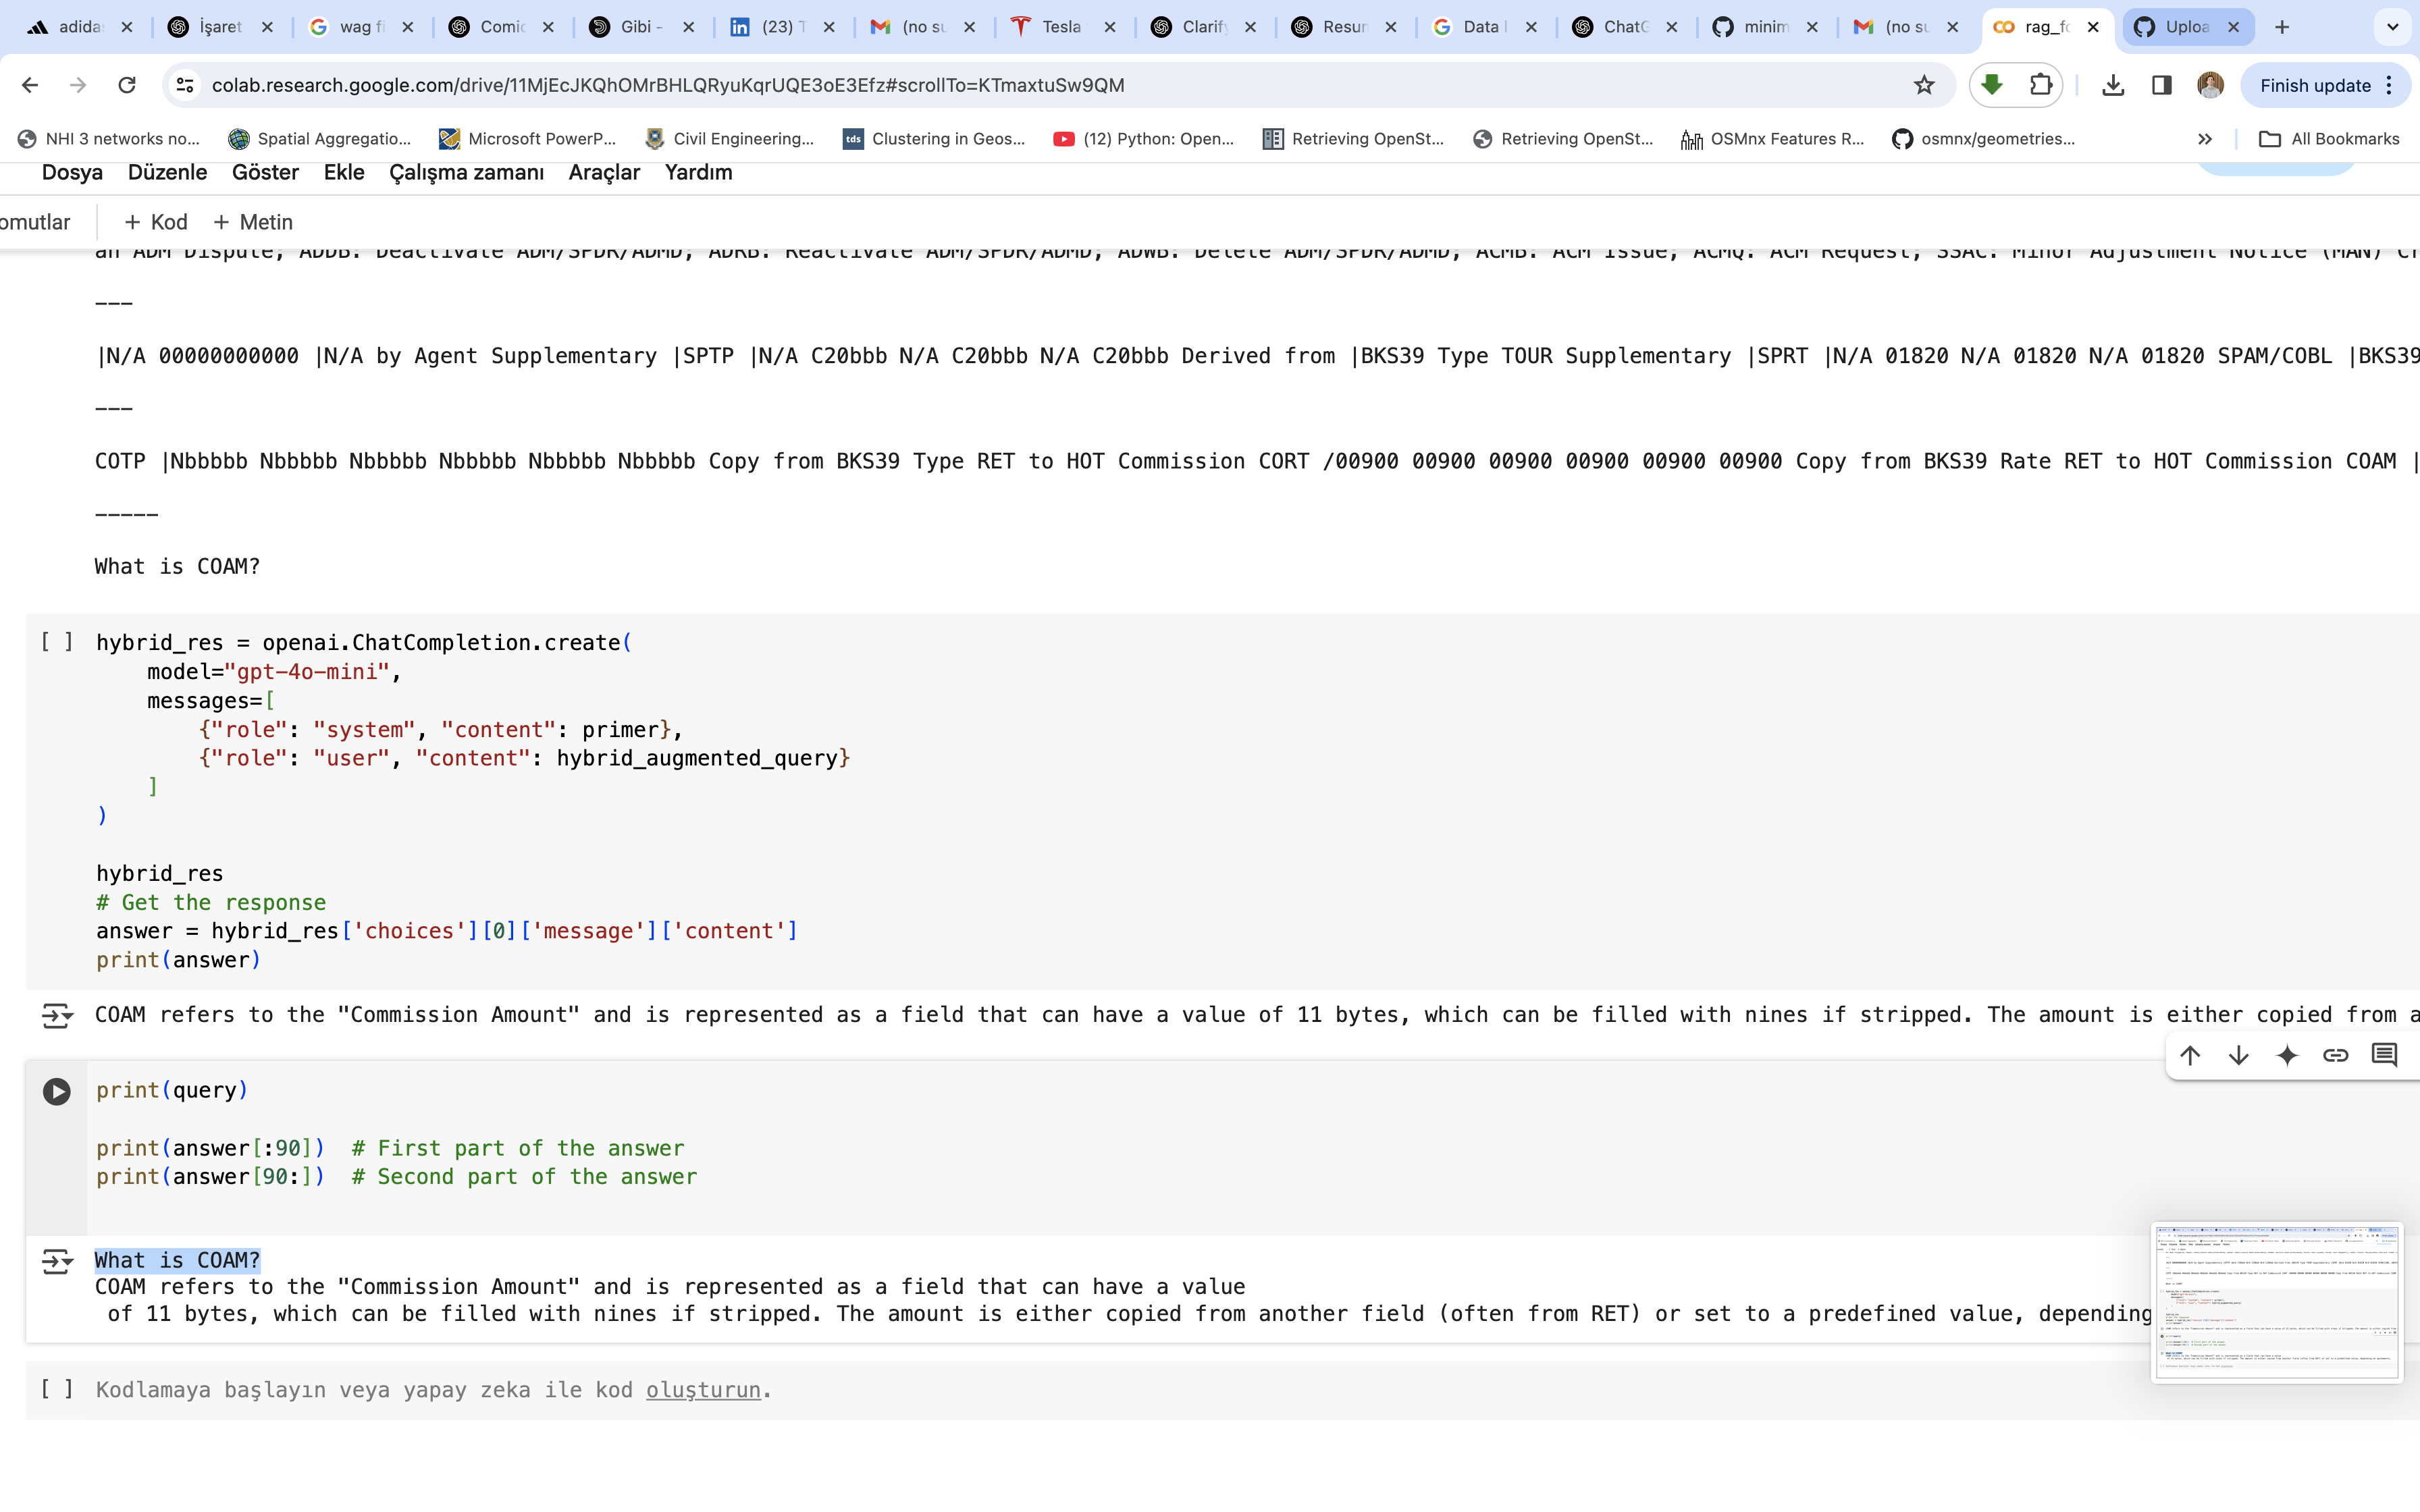 adida
İşaret
wag fi
Comic
Gibi -
(23) T
(no su
Tesla
Clarify
Resun
Data
ChatG
minim
(no su
rag_fo
Uploa
colab.research.google.com/drive/11MjEcJKQhOMrBHLQRyuKqrUQE3oE3Efz#scrollTo=KTmaxtuSw9QM
Finish update
NHI 3 networks no...
Spatial Aggregatio...
Microsoft PowerP...
Civil Engineering...
tds Clustering in Geos...
(12) Python: Open...
Retrieving OpenSt...
Retrieving OpenSt...
OSMnx Features R...
osmnx/geometries...
All Bookmarks
Dosya Düzenle Göster Ekle Çalışma zamanı Araçlar Yardım
omutlar + Kod + Metin
an ADM Dispute; ADDB: Deactivate ADM/SPDR/ADMD; ADRB: Reactivate ADM/SPDR/ADMD; ADWB: Delete ADM/SPDR/ADMD; ACMB: ACM Issue; ACMQ: ACM Request; SSAC: Minor Adjustment Notice (MAN) Cr
---
|N/A 00000000000 |N/A by Agent Supplementary |SPTP |N/A C20bbb N/A C20bbb N/A C20bbb Derived from |BKS39 Type TOUR Supplementary |SPRT |N/A 01820 N/A 01820 N/A 01820 SPAM/COBL |BKS39
---
COTP |Nbbbbb Nbbbbb Nbbbbb Nbbbbb Nbbbbb Nbbbbb Copy from BKS39 Type RET to HOT Commission CORT /00900 00900 00900 00900 00900 00900 Copy from BKS39 Rate RET to HOT Commission COAM |
-----
What is COAM?
[ ] hybrid_res = openai.ChatCompletion.create(
model="gpt-4o-mini",
messages=[
{"role": "system", "content": primer},
{"role": "user", "content": hybrid_augmented_query}
]
)
hybrid_res
# Get the response
answer = hybrid_res['choices'][0]['message']['content']
print(answer)
COAM refers to the "Commission Amount" and is represented as a field that can have a value of 11 bytes, which can be filled with nines if stripped. The amount is either copied from a
print(query)
print(answer[:90]) # First part of the answer
print(answer[90:]) # Second part of the answer
What is COAM?
COAM refers to the "Commission Amount" and is represented as a field that can have a value
of 11 bytes, which can be filled with nines if stripped. The amount is either copied from another field (often from RET) or set to a predefined value, depending
[ ] Kodlamaya başlayın veya yapay zeka ile kod oluşturun.